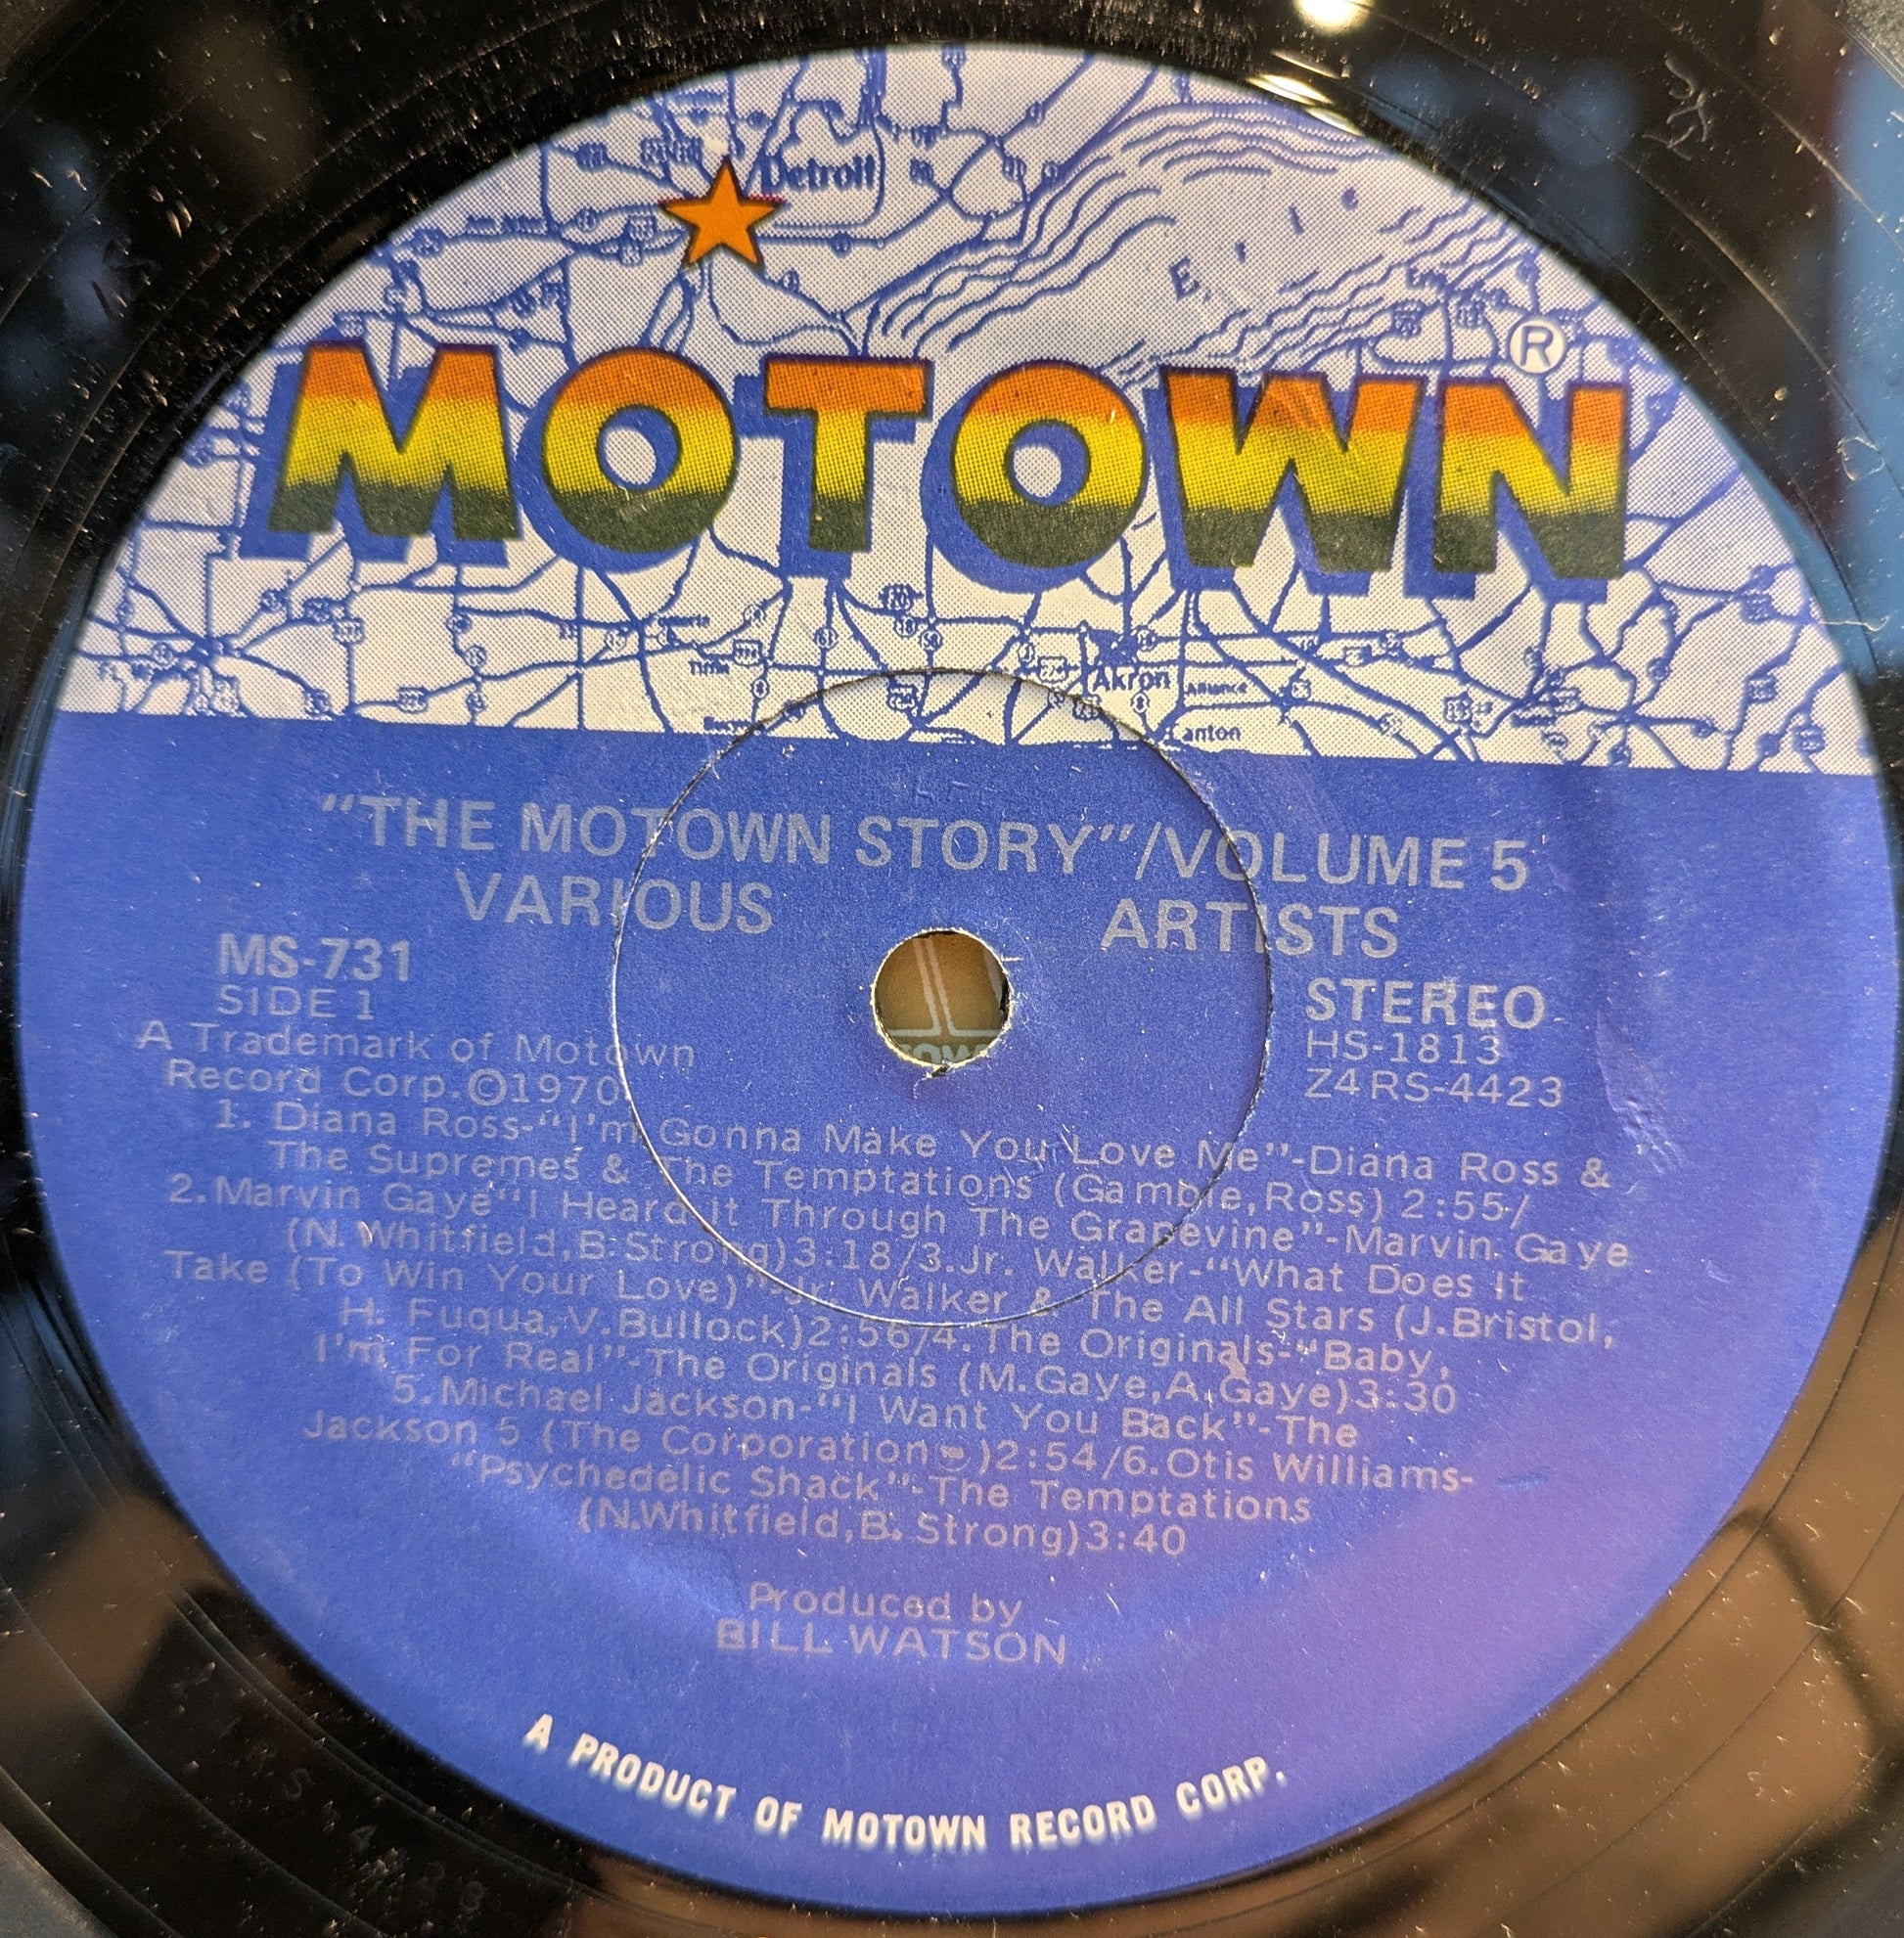 Detroit
E r i e
MOTOWN ®
Tiffin
Akron
Alliance
Canton
"THE MOTOWN STORY"/VOLUME 5
VARIOUS ARTISTS
MS-731
SIDE 1
STEREO
HS-1813
Z4RS-4423
A Trademark of Motown
Record Corp.©1970
1. Diana Ross-"I'm Gonna Make You Love Me"-Diana Ross &
The Supremes & The Temptations (Gamble,Ross) 2:55/
2.Marvin Gaye"I Heard It Through The Grapevine"-Marvin Gaye
(N. Whitfield,B.Strong)3:18/3.Jr. Walker-"What Does It
Take (To Win Your Love)"-Jr. Walker & The All Stars (J.Bristol,
H. Fuqua,V.Bullock)2:56/4.The Originals-"Baby,
I'm For Real"-The Originals (M.Gaye,A.Gaye)3:30
5.Michael Jackson-"I Want You Back"-The
Jackson 5 (The Corporation)2:54/6.Otis Williams-
"Psychedelic Shack"-The Temptations
(N.Whitfield,B. Strong)3:40
Produced by
BILL WATSON
A PRODUCT OF MOTOWN RECORD CORP.